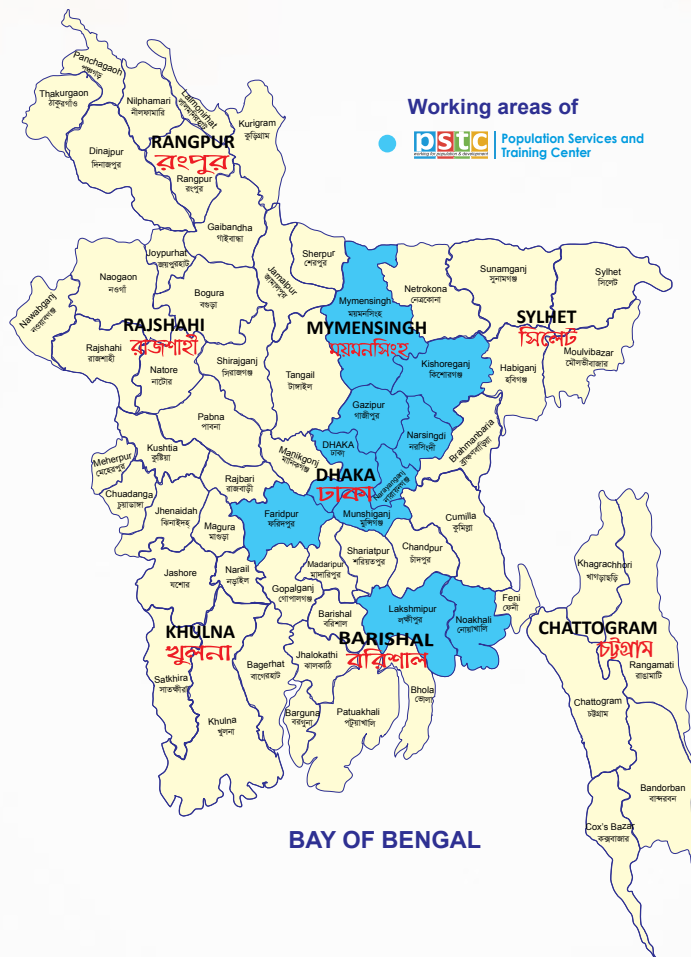 Working areas of
pstc
working for population & development
Population Services and
Training Center
Panchagaoh
পঞ্চগড়
Thakurgaon
ঠাকুরগাঁও
Nilphamari
নীলফামারি
Lalmonirhat
লালমনিরহাট
Kurigram
কুড়িগ্রাম
Dinajpur
দিনাজপুর
RANGPUR
রংপুর
Rangpur
রংপুর
Gaibandha
গাইবান্ধা
Joypurhat
জয়পুরহাট
Naogaon
নওগাঁ
Nawabganj
নওয়াবগঞ্জ
Bogura
বগুড়া
Jamalpur
জামালপুর
Sherpur
শেরপুর
Mymensingh
ময়মনসিংহ
Netrokona
নেত্রকোনা
Sunamganj
সুনামগঞ্জ
Sylhet
সিলেট
RAJSHAHI
রাজশাহী
Rajshahi
রাজশাহী
Natore
নাটোর
Shirajganj
সিরাজগঞ্জ
MYMENSINGH
ময়মনসিংহ
SYLHET
সিলেট
Tangail
টাঙ্গাইল
Kishoreganj
কিশোরগঞ্জ
Habiganj
হবিগঞ্জ
Moulvibazar
মৌলভীবাজার
Pabna
পাবনা
Gazipur
গাজীপুর
Narsingdi
নরসিংদী
Brahmanbaria
ব্রাহ্মণবাড়িয়া
Meherpur
মেহেরপুর
Kushtia
কুষ্টিয়া
Manikgonj
মানিকগঞ্জ
DHAKA
ঢাকা
DHAKA
ঢাকা
Narayanganj
নারায়ণগঞ্জ
Chuadanga
চুয়াডাঙ্গা
Jhenaidah
ঝিনাইদহ
Rajbari
রাজবাড়ী
Magura
মাগুড়া
Faridpur
ফরিদপুর
Munshiganj
মুন্সিগঞ্জ
Cumilla
কুমিল্লা
Jashore
যশোর
Narail
নড়াইল
Madaripur
মাদারিপুর
Shariatpur
শরিয়তপুর
Chandpur
চাঁদপুর
Khagrachhori
খাগড়াছড়ি
Gopalganj
গোপালগঞ্জ
Barishal
বরিশাল
Lakshmipur
লক্ষীপুর
Noakhali
নোয়াখালি
Feni
ফেনী
KHULNA
খুলনা
BARISHAL
বরিশাল
CHATTOGRAM
চট্টগ্রাম
Bagerhat
বাগেরহাট
Jhalokathi
ঝালকাঠি
Rangamati
রাঙামাটি
Satkhira
সাতক্ষীরা
Khulna
খুলনা
Barguna
বরগুনা
Patuakhali
পটুয়াখালি
Bhola
ভোলা
Chattogram
চট্টগ্রাম
Bandorban
বান্দরবন
Cox's Bazar
কক্সবাজার
BAY OF BENGAL